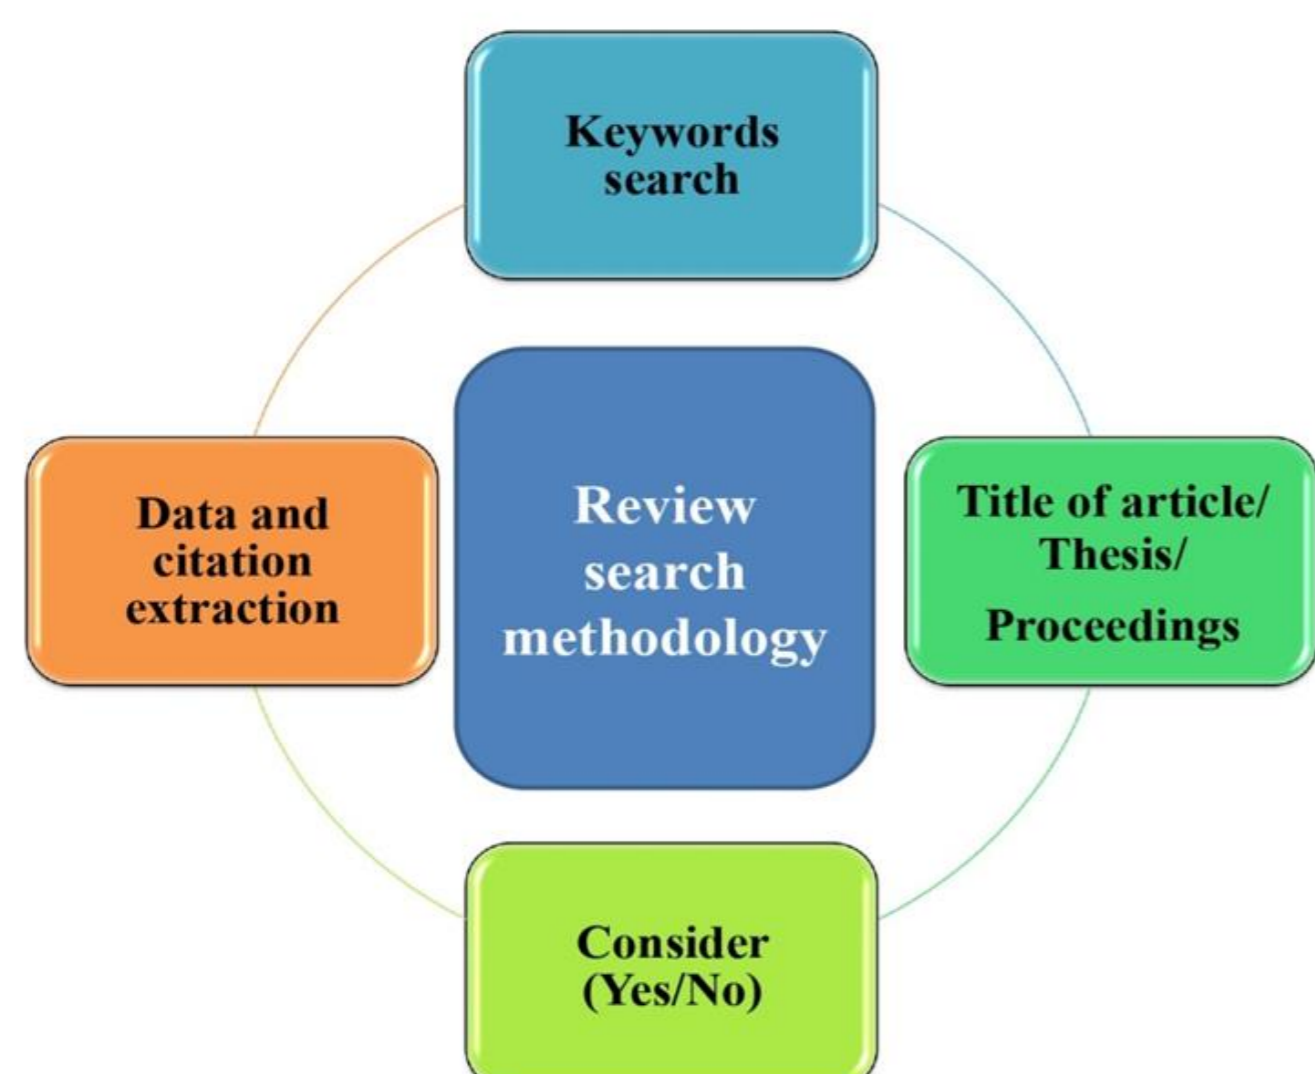 Keywords
search
Title of article/
Thesis/
Proceedings
Review
search
methodology
Data and
citation
extraction
Consider
(Yes/No)